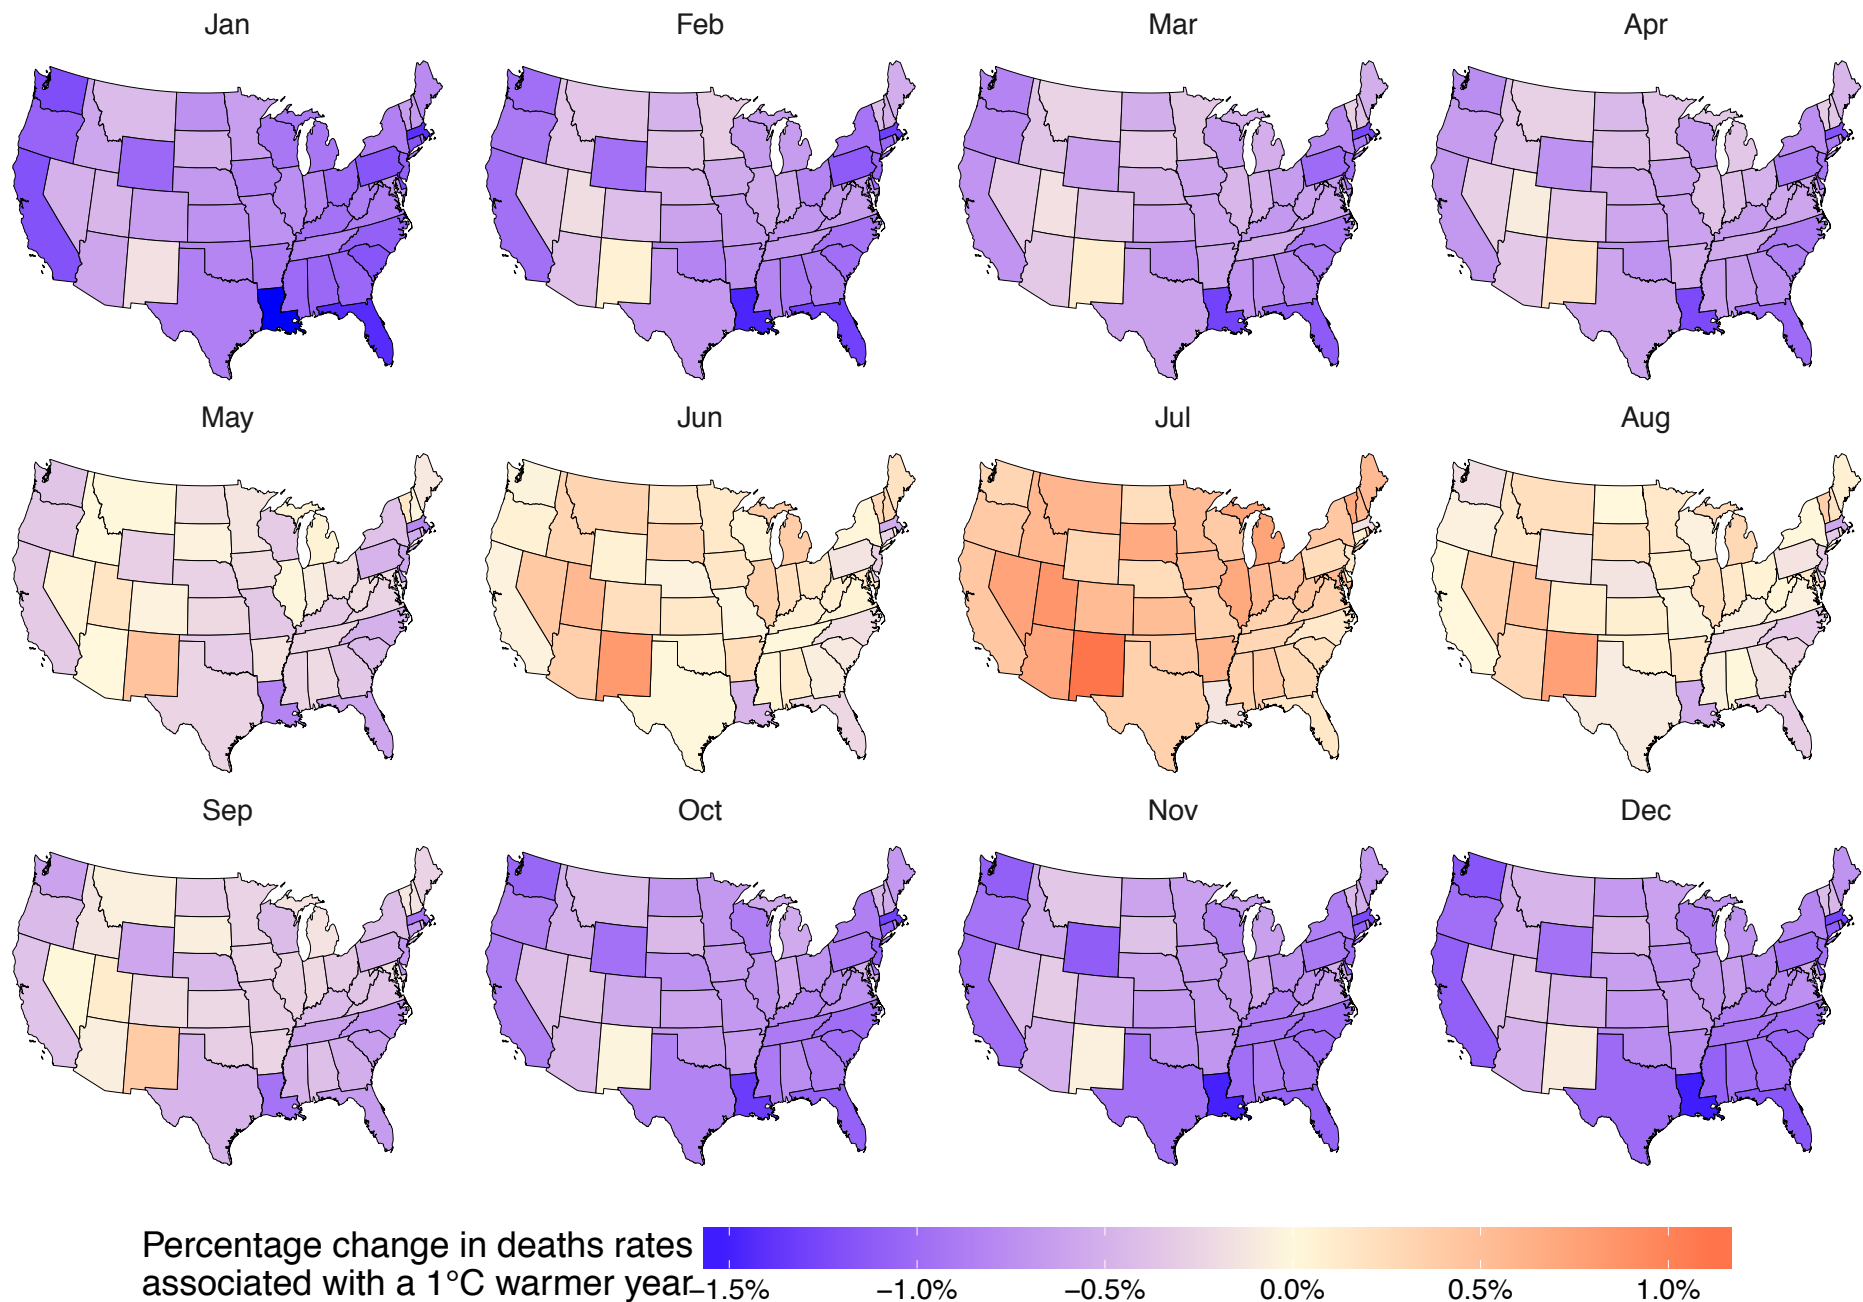 Jan
Feb
Mar
Apr
May
Jun
Jul
Aug
Sep
Oct
Nov
Dec
Percentage change in deaths rates
associated with a 1°C warmer year
−1.5%
−1.0%
−0.5%
0.0%
0.5%
1.0%